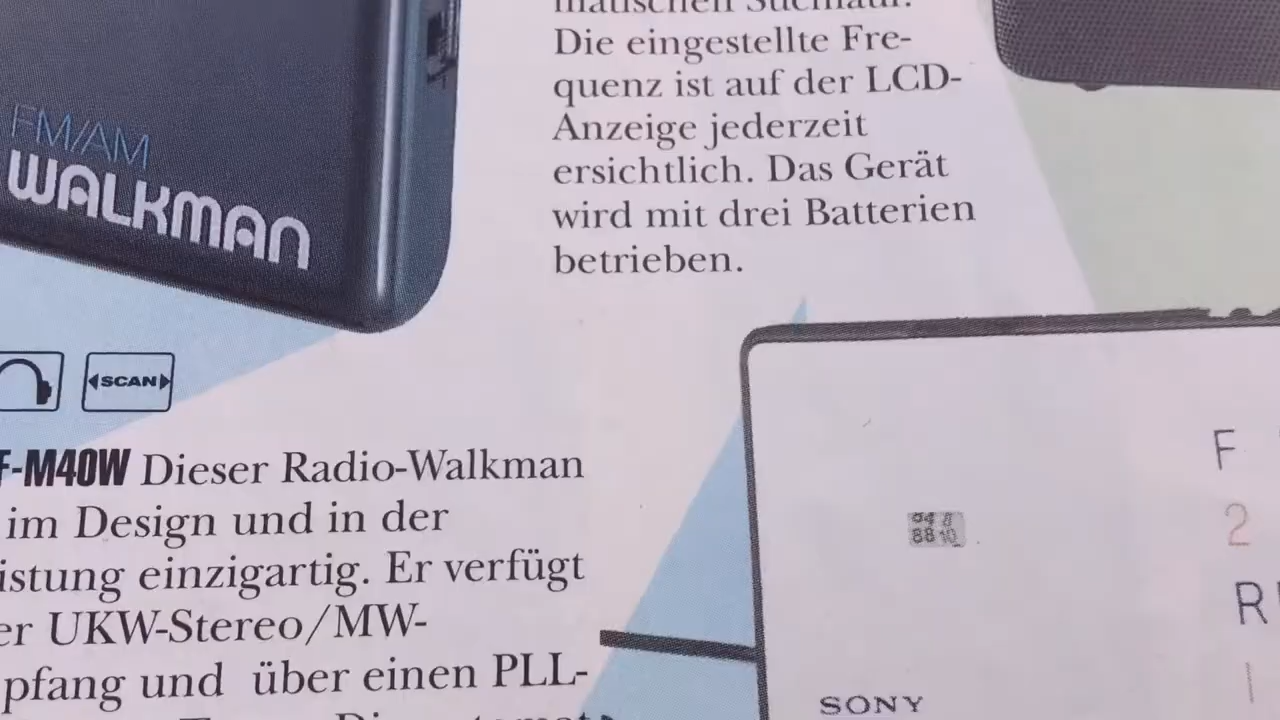 FM/AM
WALKMAN
Die eingestellte Fre-
quenz ist auf der LCD-
Anzeige jederzeit
ersichtlich. Das Gerät
wird mit drei Batterien
betrieben.
SCAN
F-M40W Dieser Radio-Walkman
im Design und in der
istung einzigartig. Er verfügt
er UKW-Stereo/MW-
pfang und über einen PLL-
F
2
R
SONY